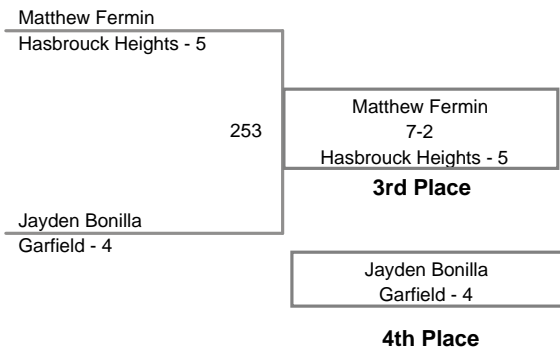 Matthew Fermin
Hasbrouck Heights - 5
253
Matthew Fermin
7-2
Hasbrouck Heights - 5
3rd Place
Jayden Bonilla
Garfield - 4
Jayden Bonilla
Garfield - 4
4th Place